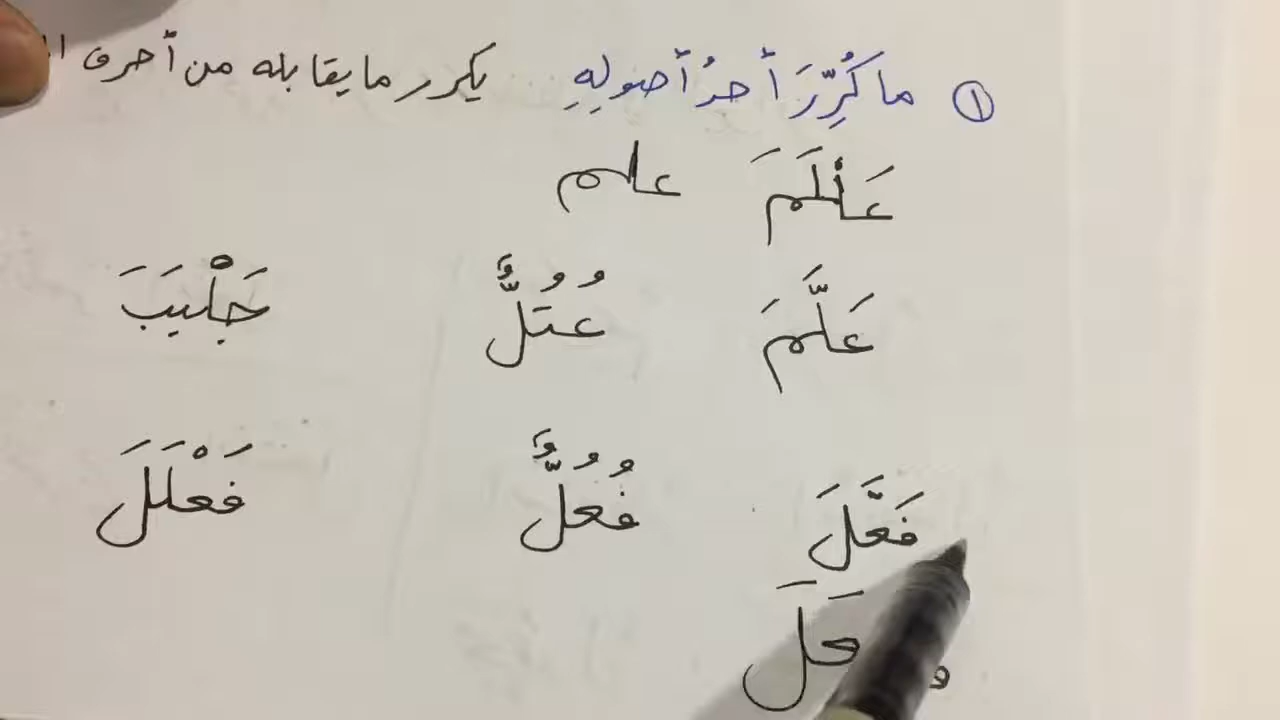 ① ما كُرِّرَ أحدُ أصولِهِ يكرر ما يقابله من أحرف
عَلْلَمَ علم
عَلَّمَ عُتُلٌّ جَلْبَبَ
فَعَّلَ فُعُلٌّ فَعْلَلَ